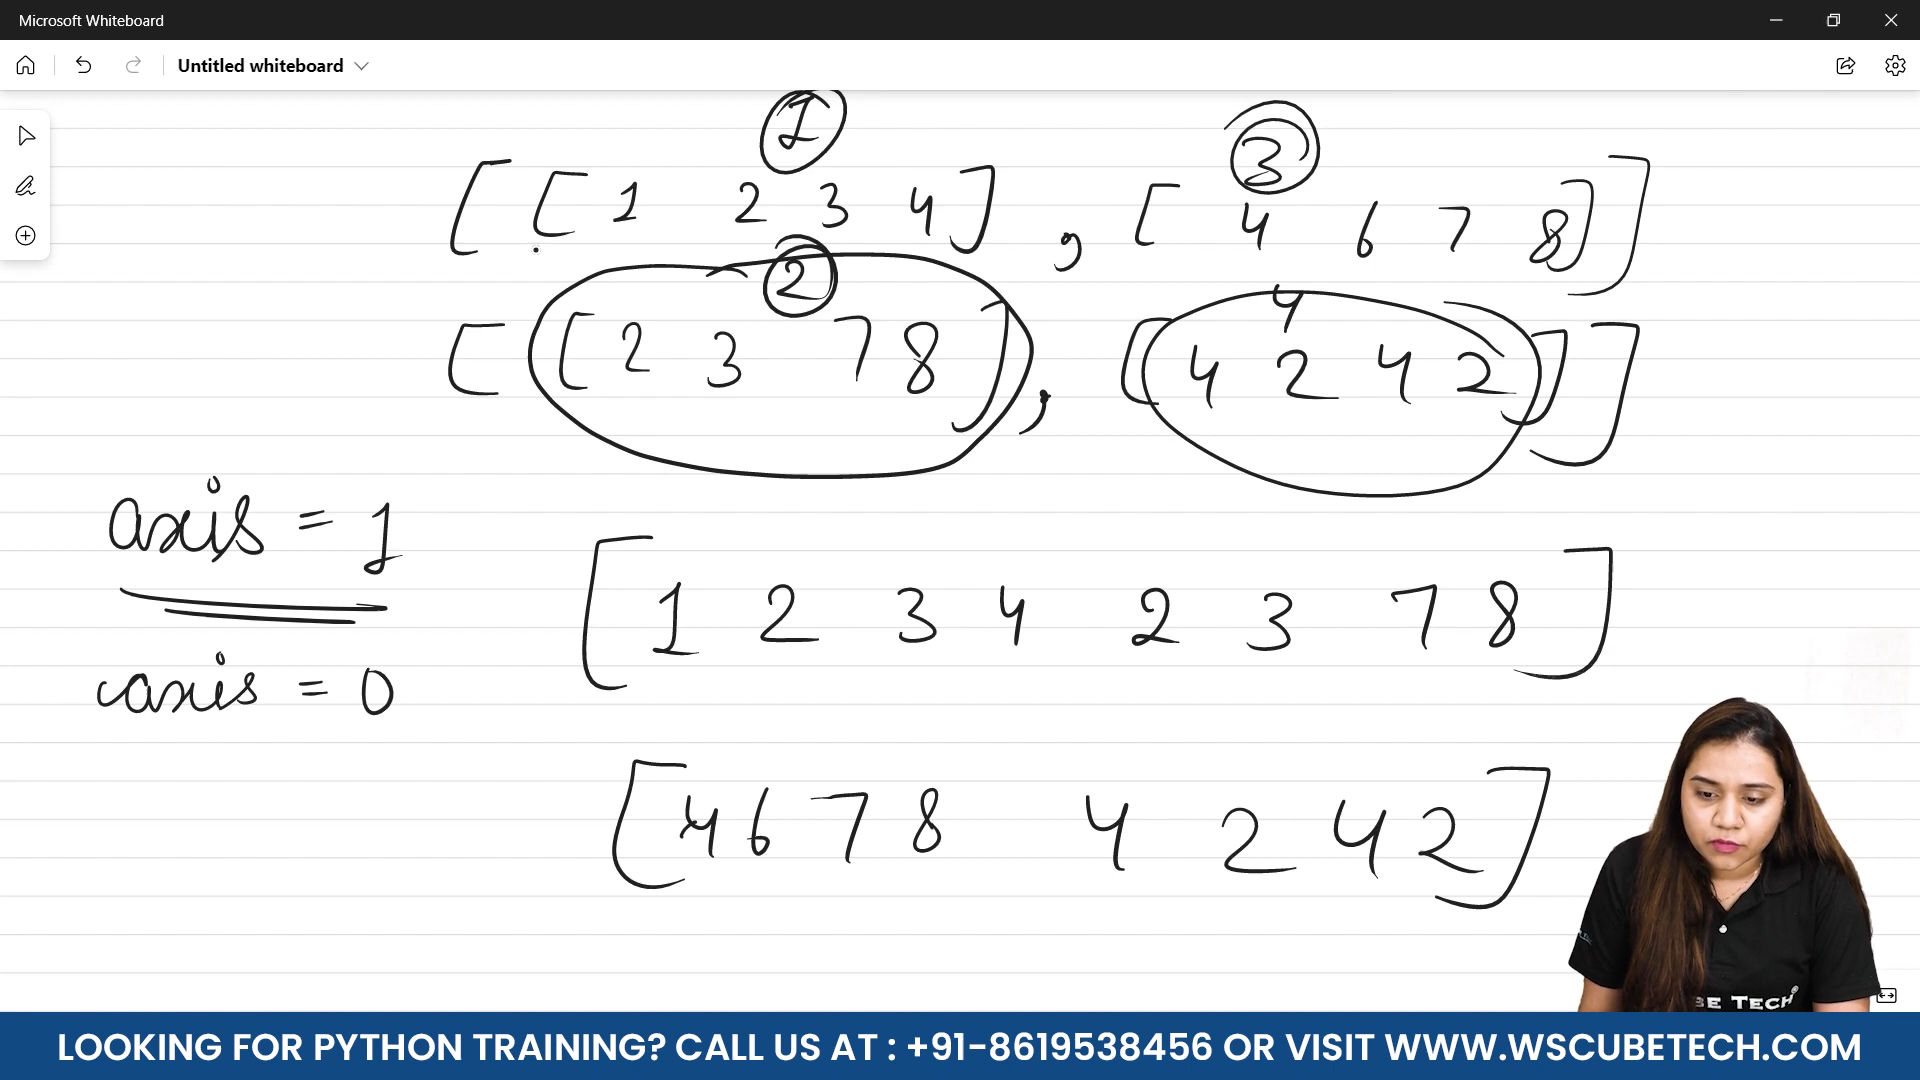 Microsoft Whiteboard
Untitled whiteboard
1 3
[ [ 1 2 3 4 ] , [ 4 6 7 8 ] ]
2 4
[ [ 2 3 7 8 ] , [ 4 2 4 2 ] ]
axis = 1
[ 1 2 3 4 2 3 7 8 ]
axis = 0
[ 4 6 7 8 4 2 4 2 ]
BE TECH
LOOKING FOR PYTHON TRAINING? CALL US AT : +91-8619538456 OR VISIT WWW.WSCUBETECH.COM